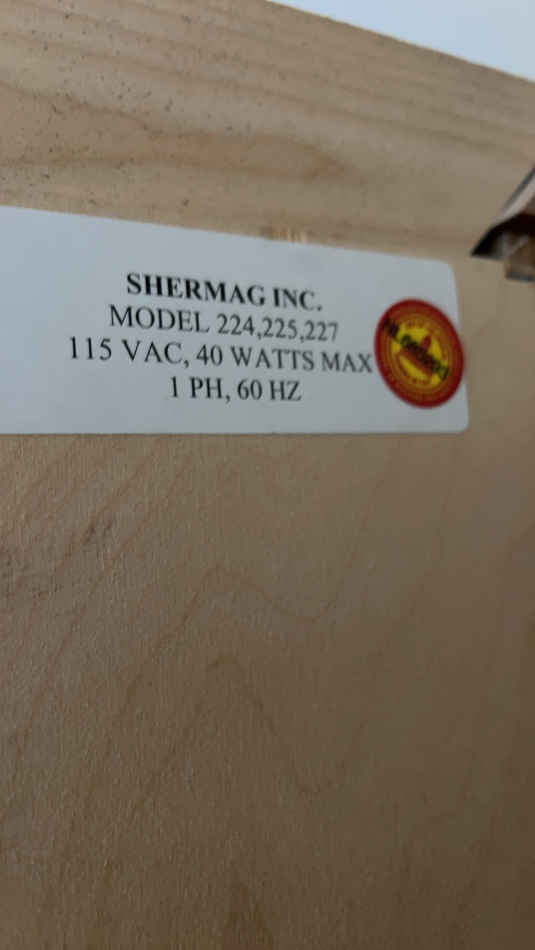 SHERMAG INC.
MODEL 224,225,227
115 VAC, 40 WATTS MAX
1 PH, 60 HZ